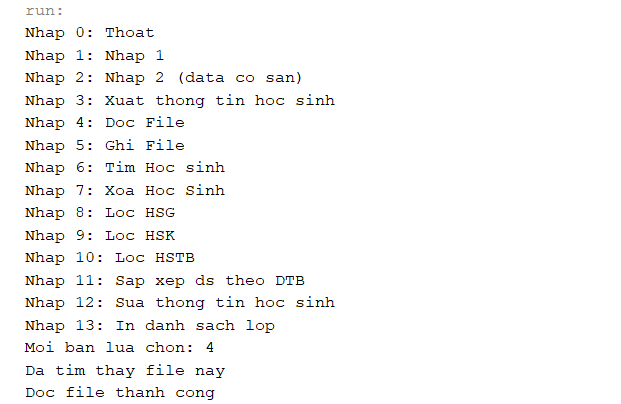 run:
Nhap 0: Thoat
Nhap 1: Nhap 1
Nhap 2: Nhap 2 (data co san)
Nhap 3: Xuat thong tin hoc sinh
Nhap 4: Doc File
Nhap 5: Ghi File
Nhap 6: Tim Hoc sinh
Nhap 7: Xoa Hoc Sinh
Nhap 8: Loc HSG
Nhap 9: Loc HSK
Nhap 10: Loc HSTB
Nhap 11: Sap xep ds theo DTB
Nhap 12: Sua thong tin hoc sinh
Nhap 13: In danh sach lop
Moi ban lua chon: 4
Da tim thay file nay
Doc file thanh cong